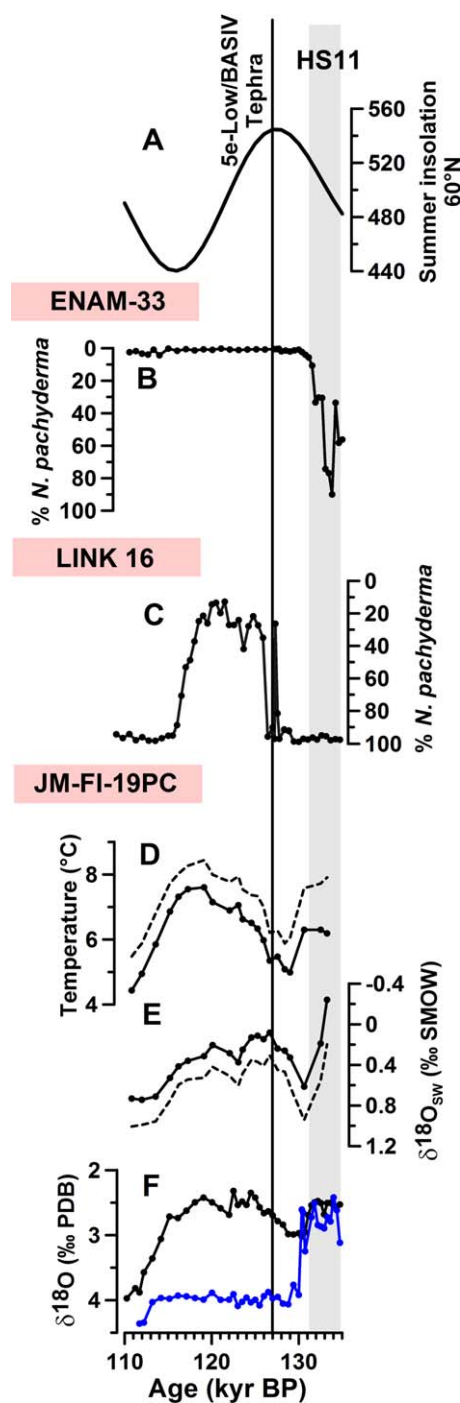 5e-Low/BASIV
Tephra
HS11
A
560
520
480
440
Summer insolation
60°N
ENAM-33
B
0
20
40
60
80
100
% N. pachyderma
LINK 16
C
0
20
40
60
80
100
% N. pachyderma
JM-FI-19PC
D
8
6
4
Temperature (°C)
E
-0.4
0
0.4
0.8
1.2
δ18OSW (‰ SMOW)
F
2
3
4
δ18O (‰ PDB)
110 120 130
Age (kyr BP)